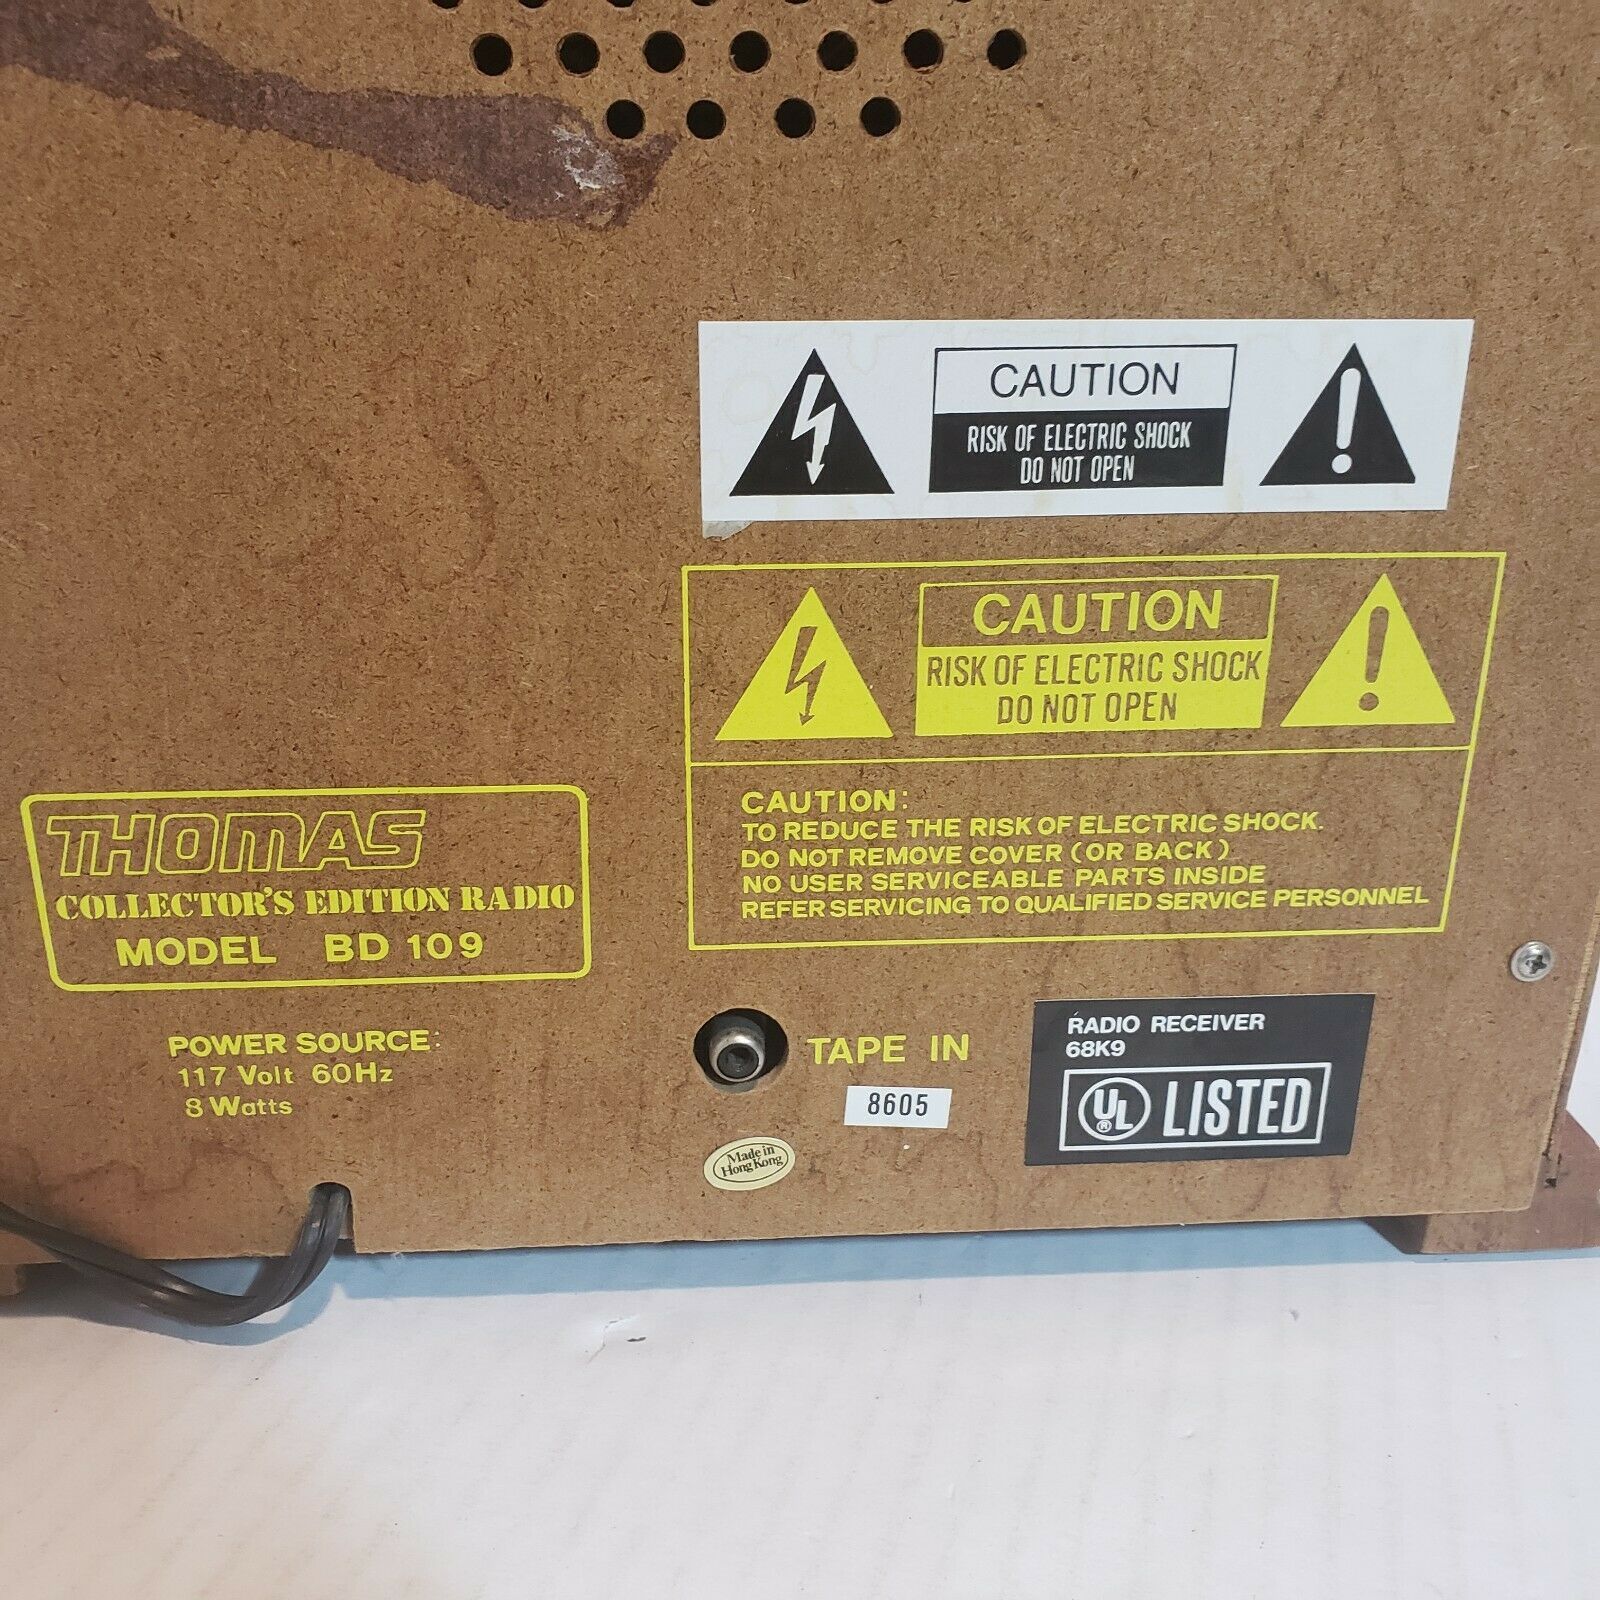 CAUTION
RISK OF ELECTRIC SHOCK
DO NOT OPEN
CAUTION
RISK OF ELECTRIC SHOCK
DO NOT OPEN
CAUTION:
TO REDUCE THE RISK OF ELECTRIC SHOCK.
DO NOT REMOVE COVER (OR BACK)
NO USER SERVICEABLE PARTS INSIDE
REFER SERVICING TO QUALIFIED SERVICE PERSONNEL
THOMAS
COLLECTOR'S EDITION RADIO
MODEL BD 109
POWER SOURCE:
117 Volt 60Hz
8 Watts
TAPE IN
8605
Made in
Hong Kong
RADIO RECEIVER
68K9
UL® LISTED